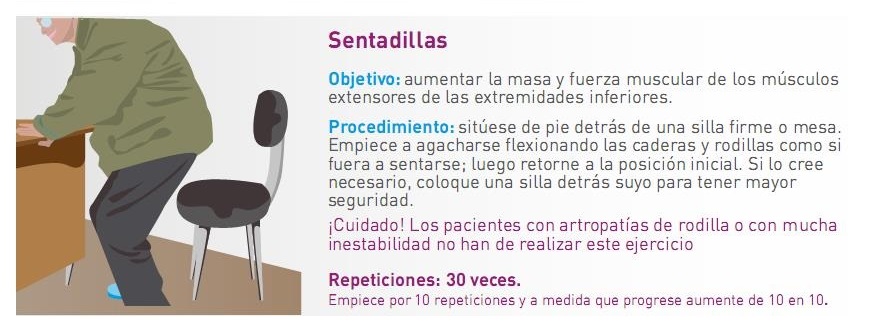 Sentadillas
Objetivo: aumentar la masa y fuerza muscular de los músculos
extensores de las extremidades inferiores.
Procedimiento: sitúese de pie detrás de una silla firme o mesa.
Empiece a agacharse flexionando las caderas y rodillas como si
fuera a sentarse; luego retorne a la posición inicial. Si lo cree
necesario, coloque una silla detrás suyo para tener mayor
seguridad.
¡Cuidado! Los pacientes con artropatías de rodilla o con mucha
inestabilidad no han de realizar este ejercicio
Repeticiones: 30 veces.
Empiece por 10 repeticiones y a medida que progrese aumente de 10 en 10.